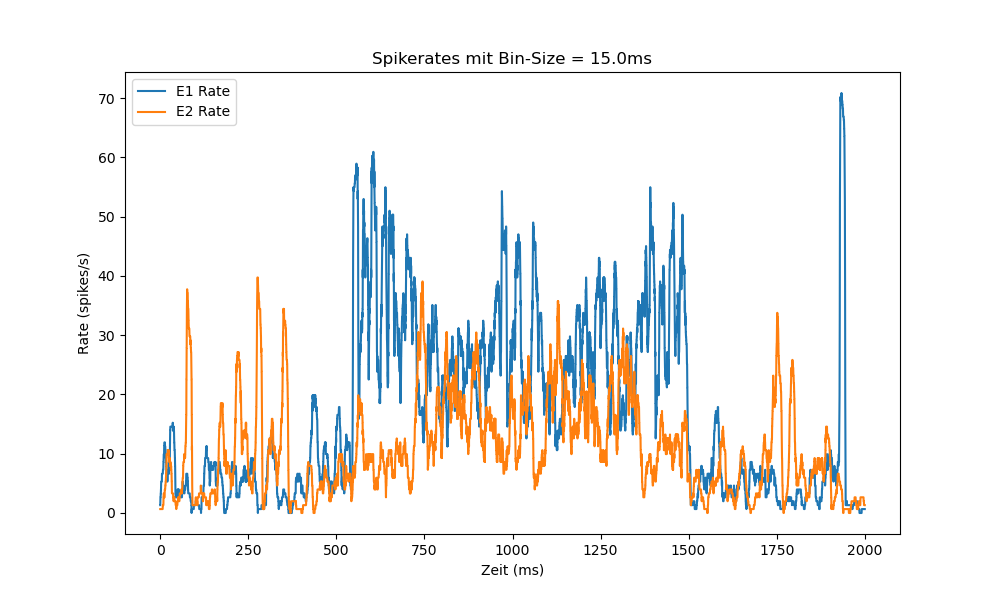 Spikerates mit Bin-Size = 15.0ms
E1 Rate
E2 Rate
70
60
50
40
30
20
10
0
Rate (spikes/s)
0 250 500 750 1000 1250 1500 1750 2000
Zeit (ms)